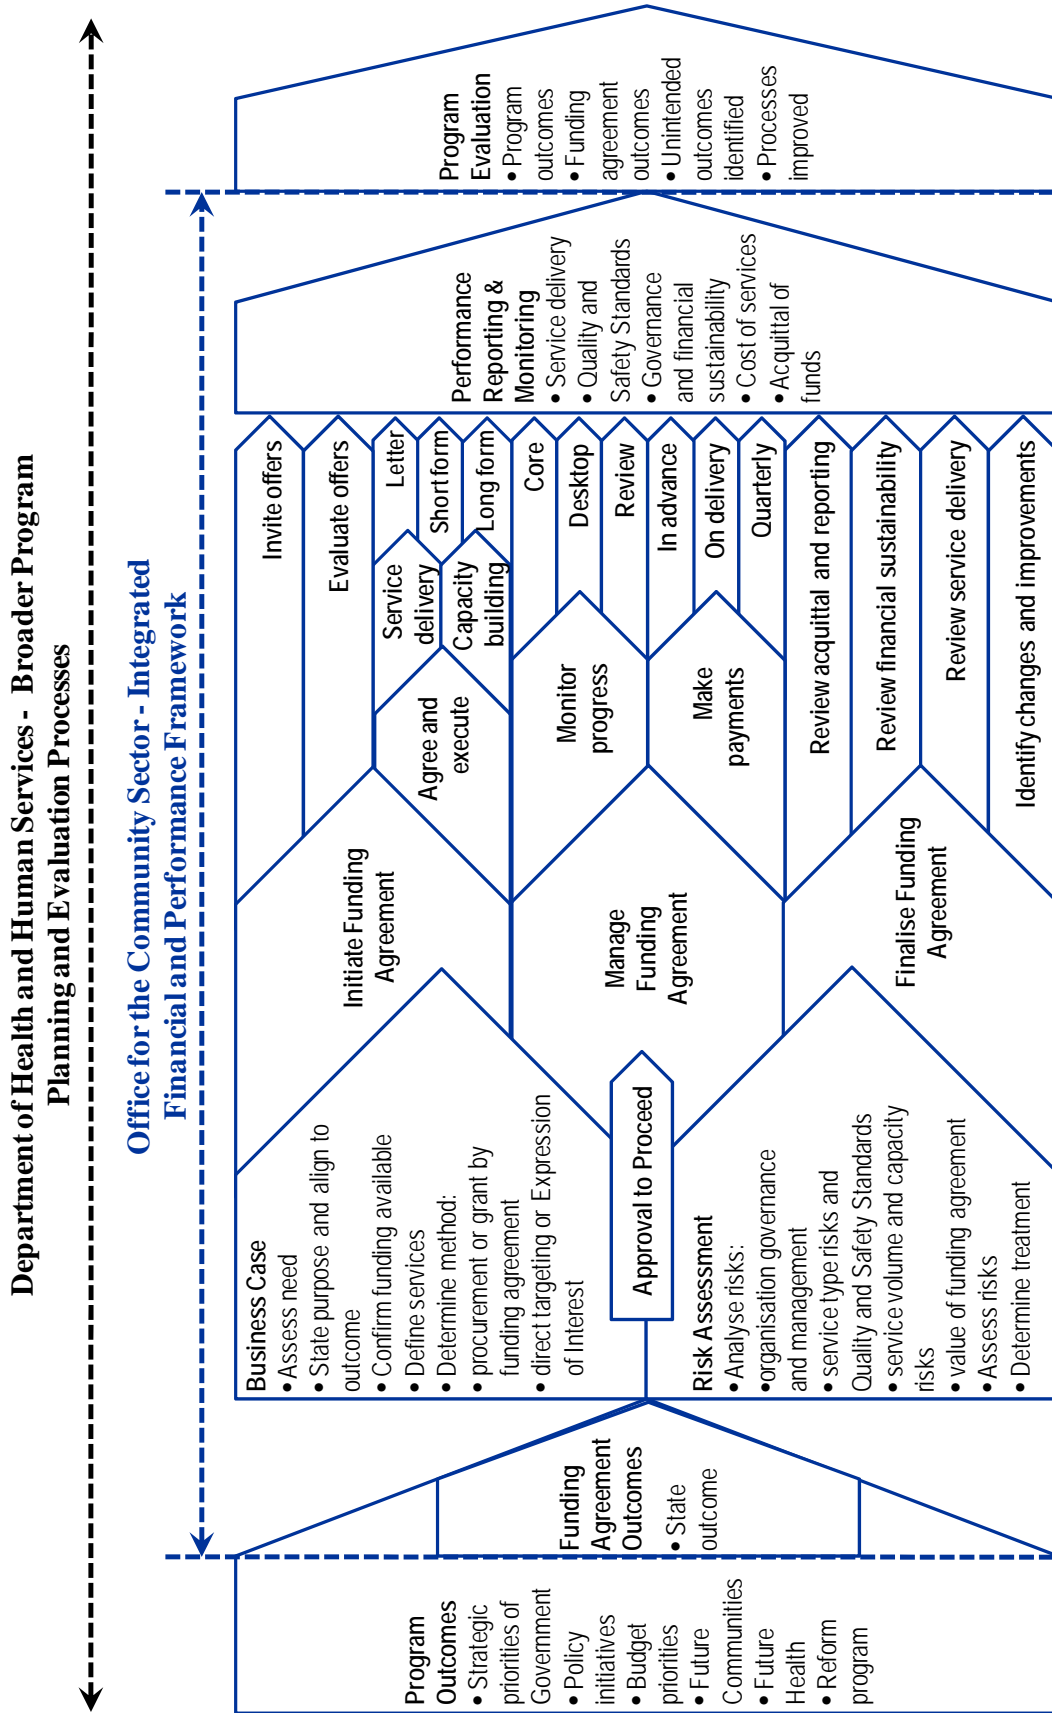 Department of Health and Human Services -  Broader Program
Planning and Evaluation Processes
Office for the Community Sector - Integrated
Financial and Performance Framework
Program
Outcomes
• Strategic
priorities of
Government
• Policy
initiatives
• Budget
priorities
• Future
Communities
• Future
Health
• Reform
program
Funding
Agreement
Outcomes
• State
outcome
Business Case
• Assess need
• State purpose and align to
outcome
• Confirm funding available
• Define services
• Determine method:
• procurement or grant by
funding agreement
• direct targeting or Expression
of Interest
Approval to Proceed
Risk Assessment
• Analyse risks:
•organisation governance
and management
• service type risks and
Quality and Safety Standards
• service volume and capacity
risks
• value of funding agreement
• Assess risks
• Determine treatment
Initiate Funding
Agreement
Manage
Funding
Agreement
Finalise Funding
Agreement
Invite offers
Evaluate offers
Agree and
execute
Service
delivery
Capacity
building
Letter
Short form
Long form
Monitor
progress
Core
Desktop
Review
Make
payments
In advance
On delivery
Quarterly
Review acquittal and reporting
Review financial sustainability
Review service delivery
Identify changes and improvements
Performance
Reporting &
Monitoring
• Service delivery
• Quality and
Safety Standards
• Governance
and financial
sustainability
• Cost of services
• Acquittal of
funds
Program
Evaluation
• Program
outcomes
• Funding
agreement
outcomes
• Unintended
outcomes
identified
• Processes
improved